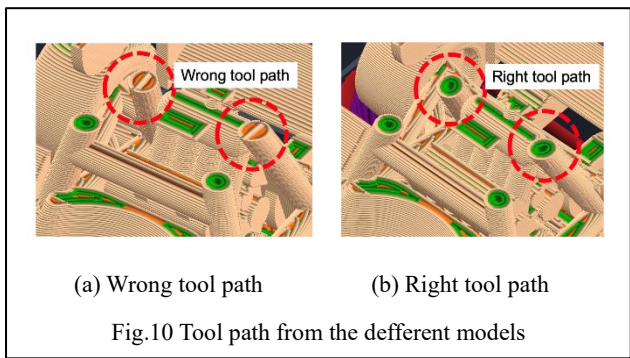 Wrong tool path
Right tool path
(a) Wrong tool path
(b) Right tool path
Fig.10 Tool path from the defferent models